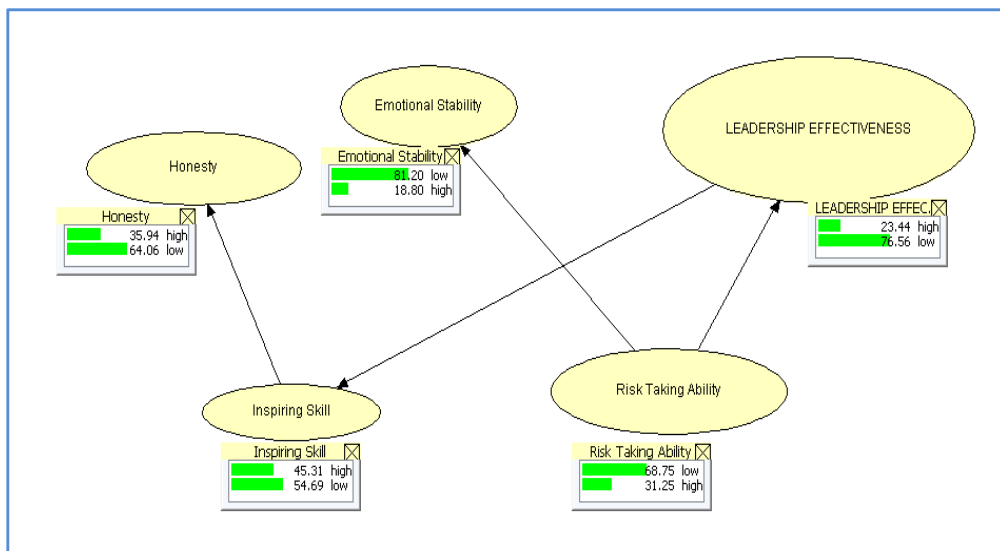 Emotional Stability
LEADERSHIP EFFECTIVENESS
Honesty
Emotional Stability
81.20 low
18.80 high
LEADERSHIP EFFEC...
23.44 high
76.56 low
Honesty
35.94 high
64.06 low
Risk Taking Ability
Inspiring Skill
Inspiring Skill
45.31 high
54.69 low
Risk Taking Ability
68.75 low
31.25 high